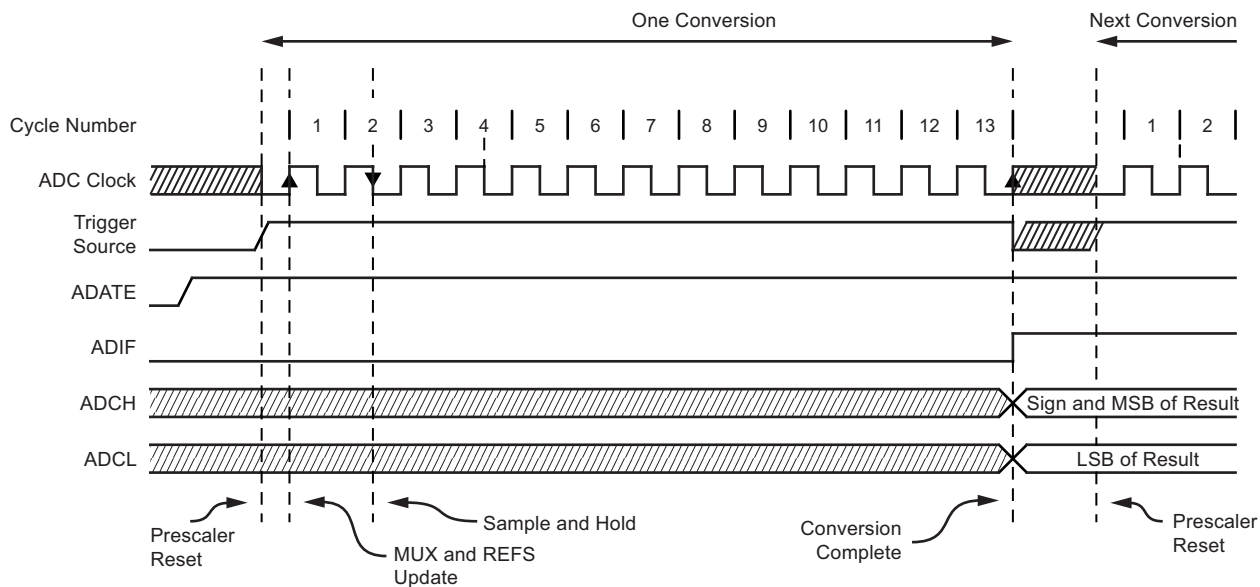 One Conversion
Next Conversion
Cycle Number
1 2 3 4 5 6 7 8 9 10 11 12 13 1 2
ADC Clock
Trigger
Source
ADATE
ADIF
ADCH
Sign and MSB of Result
ADCL
LSB of Result
Prescaler
Reset
MUX and REFS
Update
Sample and Hold
Conversion
Complete
Prescaler
Reset